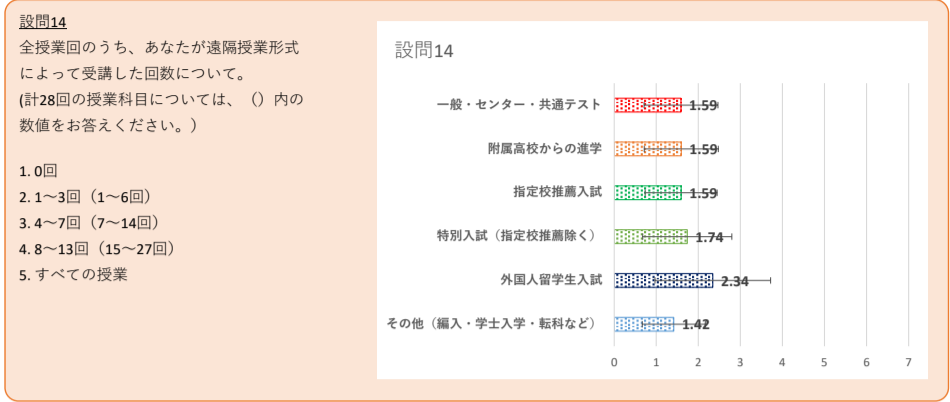 設問14
全授業回のうち、あなたが遠隔授業形式
によって受講した回数について。
(計28回の授業科目については、（）内の
数値をお答えください。）
1. 0回
2. 1～3回（1～6回）
3. 4～7回（7～14回）
4. 8～13回（15～27回）
5. すべての授業
設問14
一般・センター・共通テスト 1.59
附属高校からの進学 1.59
指定校推薦入試 1.59
特別入試（指定校推薦除く） 1.74
外国人留学生入試 2.34
その他（編入・学士入学・転科など） 1.42
0 1 2 3 4 5 6 7